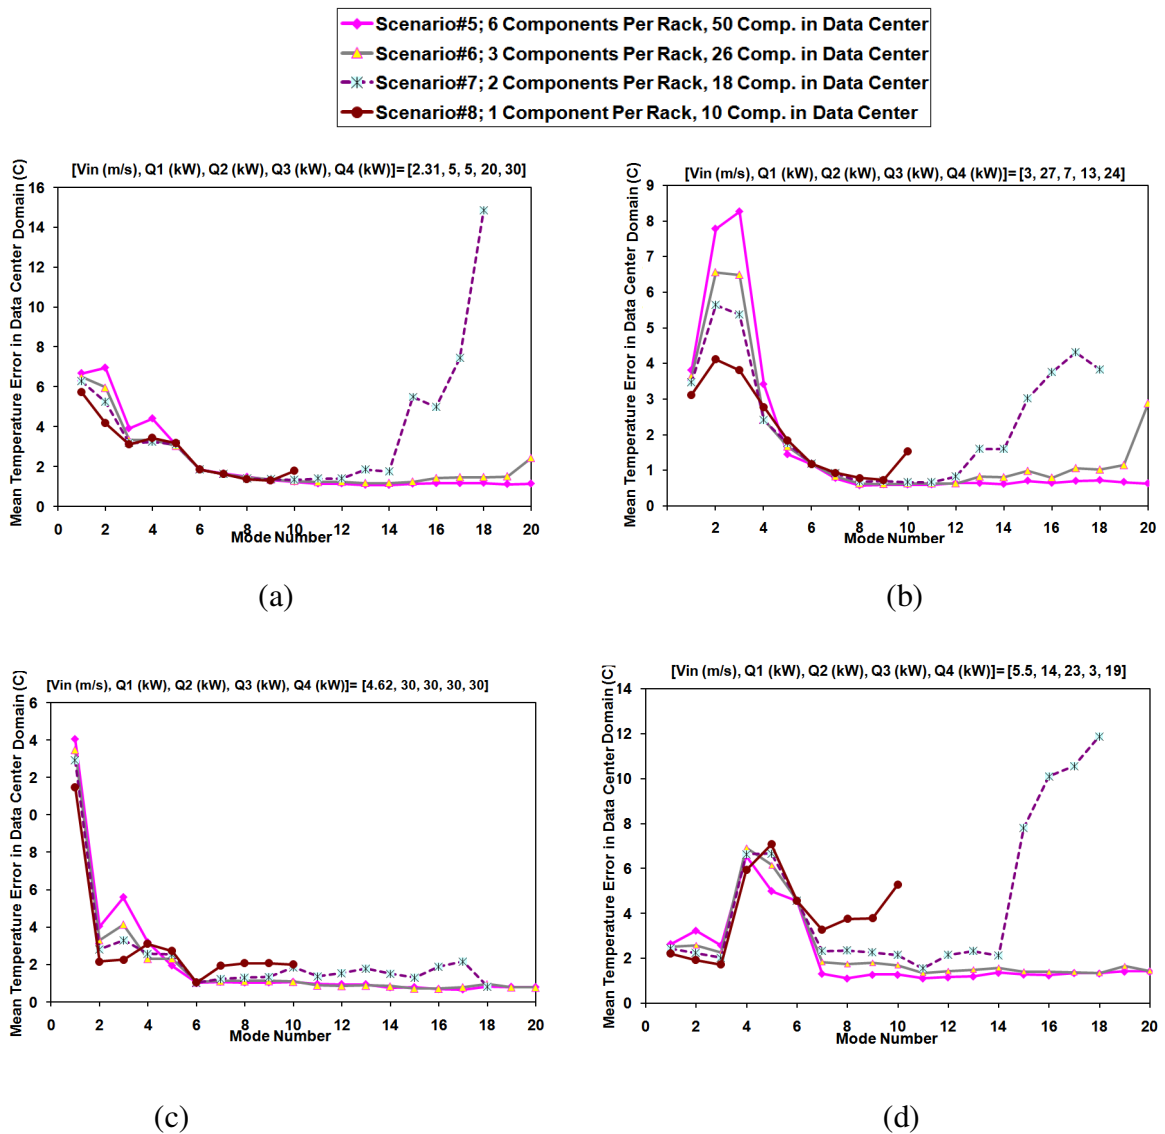 Scenario#5; 6 Components Per Rack, 50 Comp. in Data Center
Scenario#6; 3 Components Per Rack, 26 Comp. in Data Center
Scenario#7; 2 Components Per Rack, 18 Comp. in Data Center
Scenario#8; 1 Component Per Rack, 10 Comp. in Data Center
[Vin (m/s), Q1 (kW), Q2 (kW), Q3 (kW), Q4 (kW)]= [2.31, 5, 5, 20, 30]
Mean Temperature Error in Data Center Domain (C)
16
14
12
10
8
6
4
2
0
0 2 4 6 8 10 12 14 16 18 20
Mode Number
(a)
[Vin (m/s), Q1 (kW), Q2 (kW), Q3 (kW), Q4 (kW)]= [3, 27, 7, 13, 24]
Mean Temperature Error in Data Center Domain (C)
9
8
7
6
5
4
3
2
1
0
0 2 4 6 8 10 12 14 16 18 20
Mode Number
(b)
[Vin (m/s), Q1 (kW), Q2 (kW), Q3 (kW), Q4 (kW)]= [4.62, 30, 30, 30, 30]
Mean Temperature Error in Data Center Domain (C)
6
4
2
0
8
6
4
2
0
0 2 4 6 8 10 12 14 16 18 20
Mode Number
(c)
[Vin (m/s), Q1 (kW), Q2 (kW), Q3 (kW), Q4 (kW)]= [5.5, 14, 23, 3, 19]
Mean Temperature Error in Data Center Domain (C)
14
12
10
8
6
4
2
0
0 2 4 6 8 10 12 14 16 18 20
Mode Number
(d)